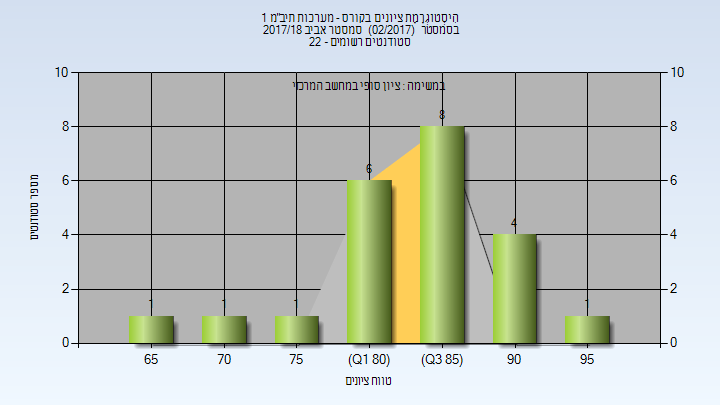 היסטוגרמת ציונים בקורס - מערכות תיב"מ 1
בסמסטר (02/2017) סמסטר אביב 2017/18
סטודנטים רשומים - 22
במשימה : ציון סופי במחשב המרכזי
10 10
8 8
6 6
4 4
2 2
0 0
1 1 1 6 8 4 1
65 70 75 (Q1 80) (Q3 85) 90 95
מספר סטודנטים
טווח ציונים